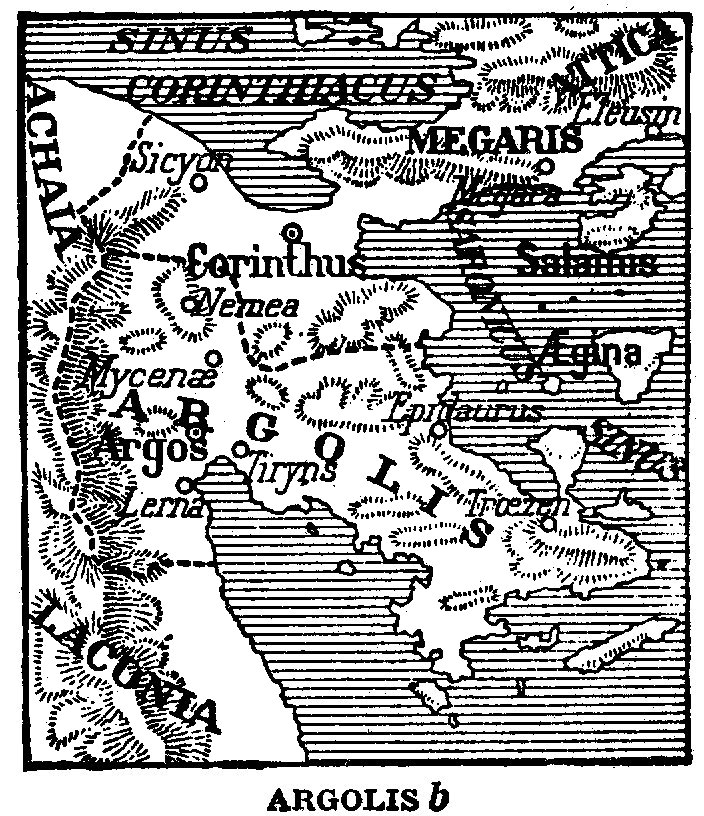 SINUS
CORINTHIACUS
ATTICA
Eleusin
ACHAIA
MEGARIS
Sicyon
Megara
Corinthus
Salamis
SARONICUS
Nemea
Ægina
Mycenæ
ARGOLIS
Epidaurus
SINUS
Argos
Tiryns
Lerna
Trœzen
LACONIA
ARGOLIS b